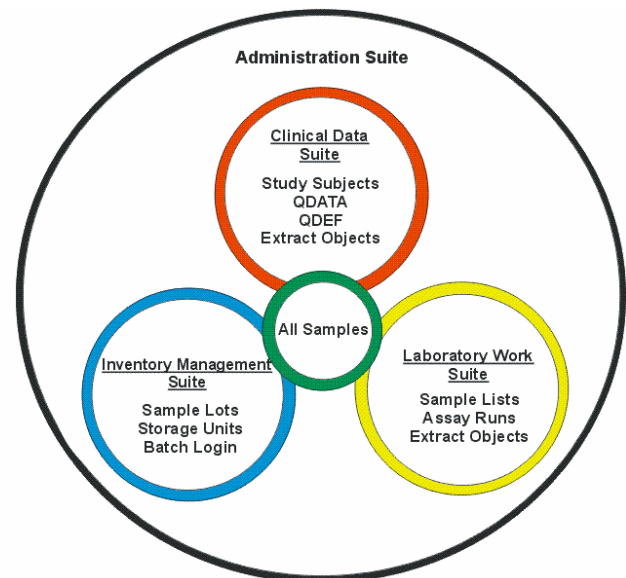 Administration Suite
Clinical Data
Suite
Study Subjects
QDATA
QDEF
Extract Objects
All Samples
Inventory Management
Suite
Sample Lots
Storage Units
Batch Login
Laboratory Work
Suite
Sample Lists
Assay Runs
Extract Objects